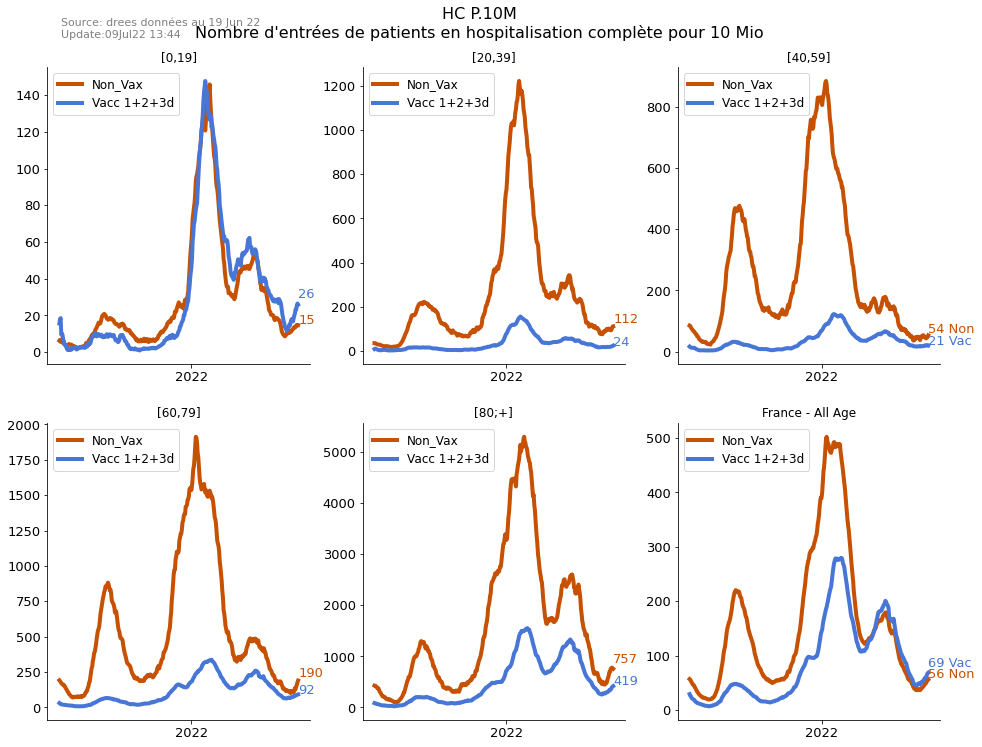 HC P.10M
Source: drees données au 19 Jun 22
Update:09Jul22 13:44
Nombre d'entrées de patients en hospitalisation complète pour 10 Mio
[0,19]
Non_Vax
Vacc 1+2+3d
140
120
100
80
60
40
20
0
26
15
2022
[20,39]
Non_Vax
Vacc 1+2+3d
1200
1000
800
600
400
200
0
112
24
2022
[40,59]
Non_Vax
Vacc 1+2+3d
800
600
400
200
0
54 Non
21 Vac
2022
[60,79]
Non_Vax
Vacc 1+2+3d
2000
1750
1500
1250
1000
750
500
250
0
190
92
2022
[80;+]
Non_Vax
Vacc 1+2+3d
5000
4000
3000
2000
1000
0
757
419
2022
France - All Age
Non_Vax
Vacc 1+2+3d
500
400
300
200
100
0
69 Vac
56 Non
2022